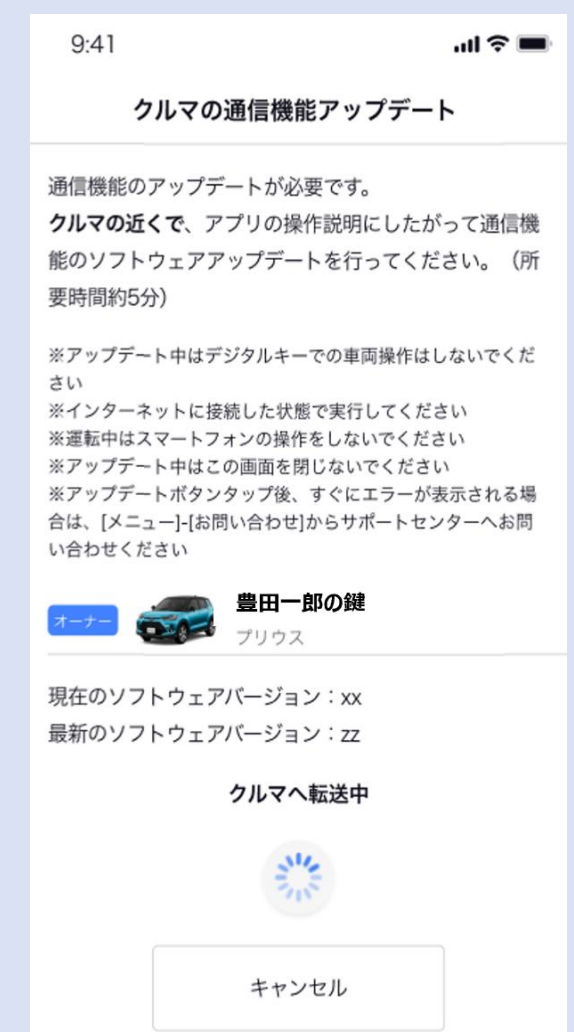 9:41
クルマの通信機能アップデート
通信機能のアップデートが必要です。
クルマの近くで、アプリの操作説明にしたがって通信機
能のソフトウェアアップデートを行ってください。（所
要時間約5分）
※アップデート中はデジタルキーでの車両操作はしないでくだ
さい
※インターネットに接続した状態で実行してください
※運転中はスマートフォンの操作をしないでください
※アップデート中はこの画面を閉じないでください
※アップデートボタンタップ後、すぐにエラーが表示される場
合は、[メニュー]-[お問い合わせ]からサポートセンターへお問
い合わせください
オーナー
豊田一郎の鍵
プリウス
現在のソフトウェアバージョン：xx
最新のソフトウェアバージョン：zz
クルマへ転送中
キャンセル